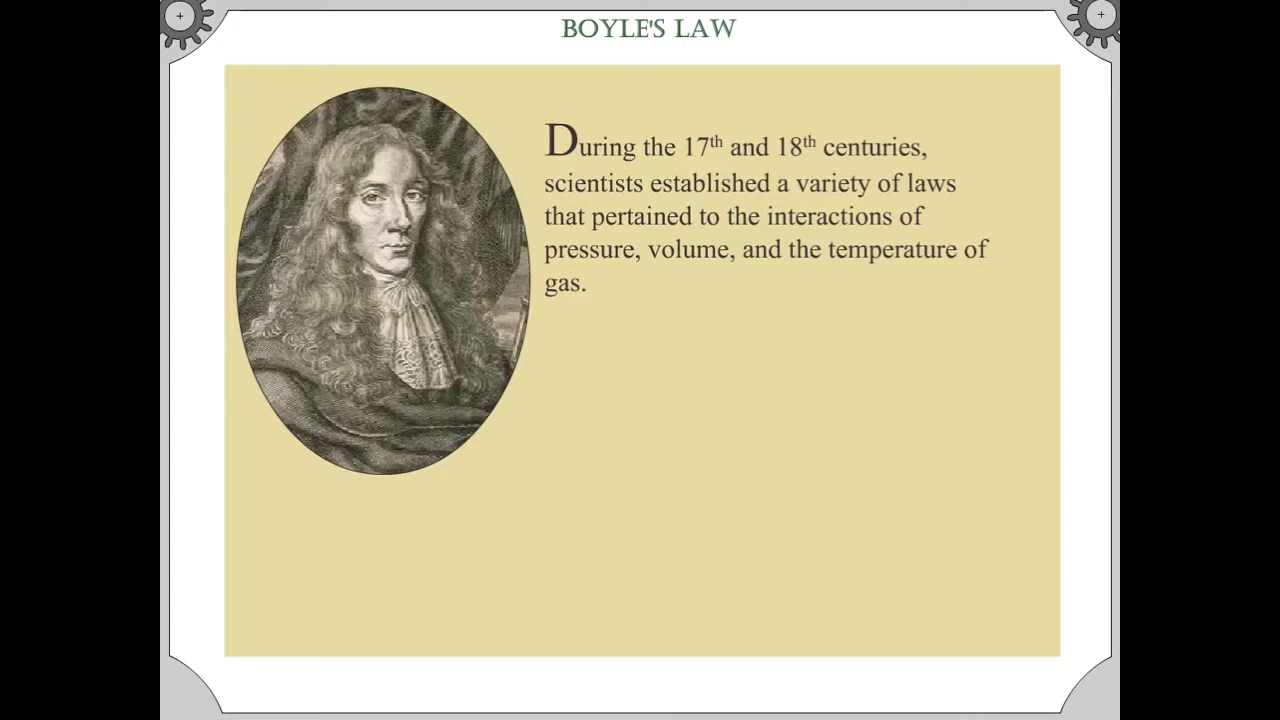 BOYLE'S LAW
During the 17th and 18th centuries,
scientists established a variety of laws
that pertained to the interactions of
pressure, volume, and the temperature of
gas.